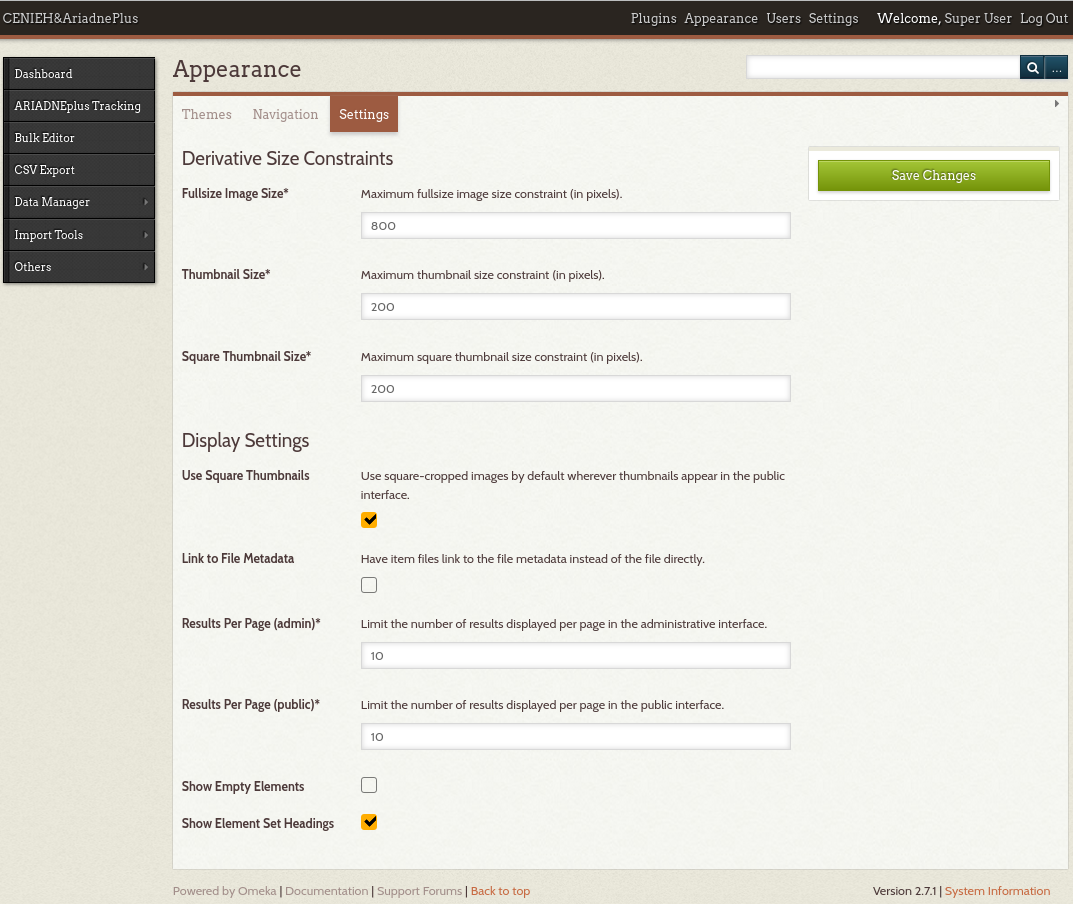 CENIEH&AriadnePlus
Plugins Appearance Users Settings Welcome, Super User Log Out
Dashboard
ARIADNEplus Tracking
Bulk Editor
CSV Export
Data Manager
Import Tools
Others
Appearance
...
Themes Navigation Settings
Save Changes
Derivative Size Constraints
Fullsize Image Size* Maximum fullsize image size constraint (in pixels).
800
Thumbnail Size* Maximum thumbnail size constraint (in pixels).
200
Square Thumbnail Size* Maximum square thumbnail size constraint (in pixels).
200
Display Settings
Use Square Thumbnails Use square-cropped images by default wherever thumbnails appear in the public
interface.
Link to File Metadata Have item files link to the file metadata instead of the file directly.
Results Per Page (admin)* Limit the number of results displayed per page in the administrative interface.
10
Results Per Page (public)* Limit the number of results displayed per page in the public interface.
10
Show Empty Elements
Show Element Set Headings
Powered by Omeka | Documentation | Support Forums | Back to top
Version 2.7.1 | System Information